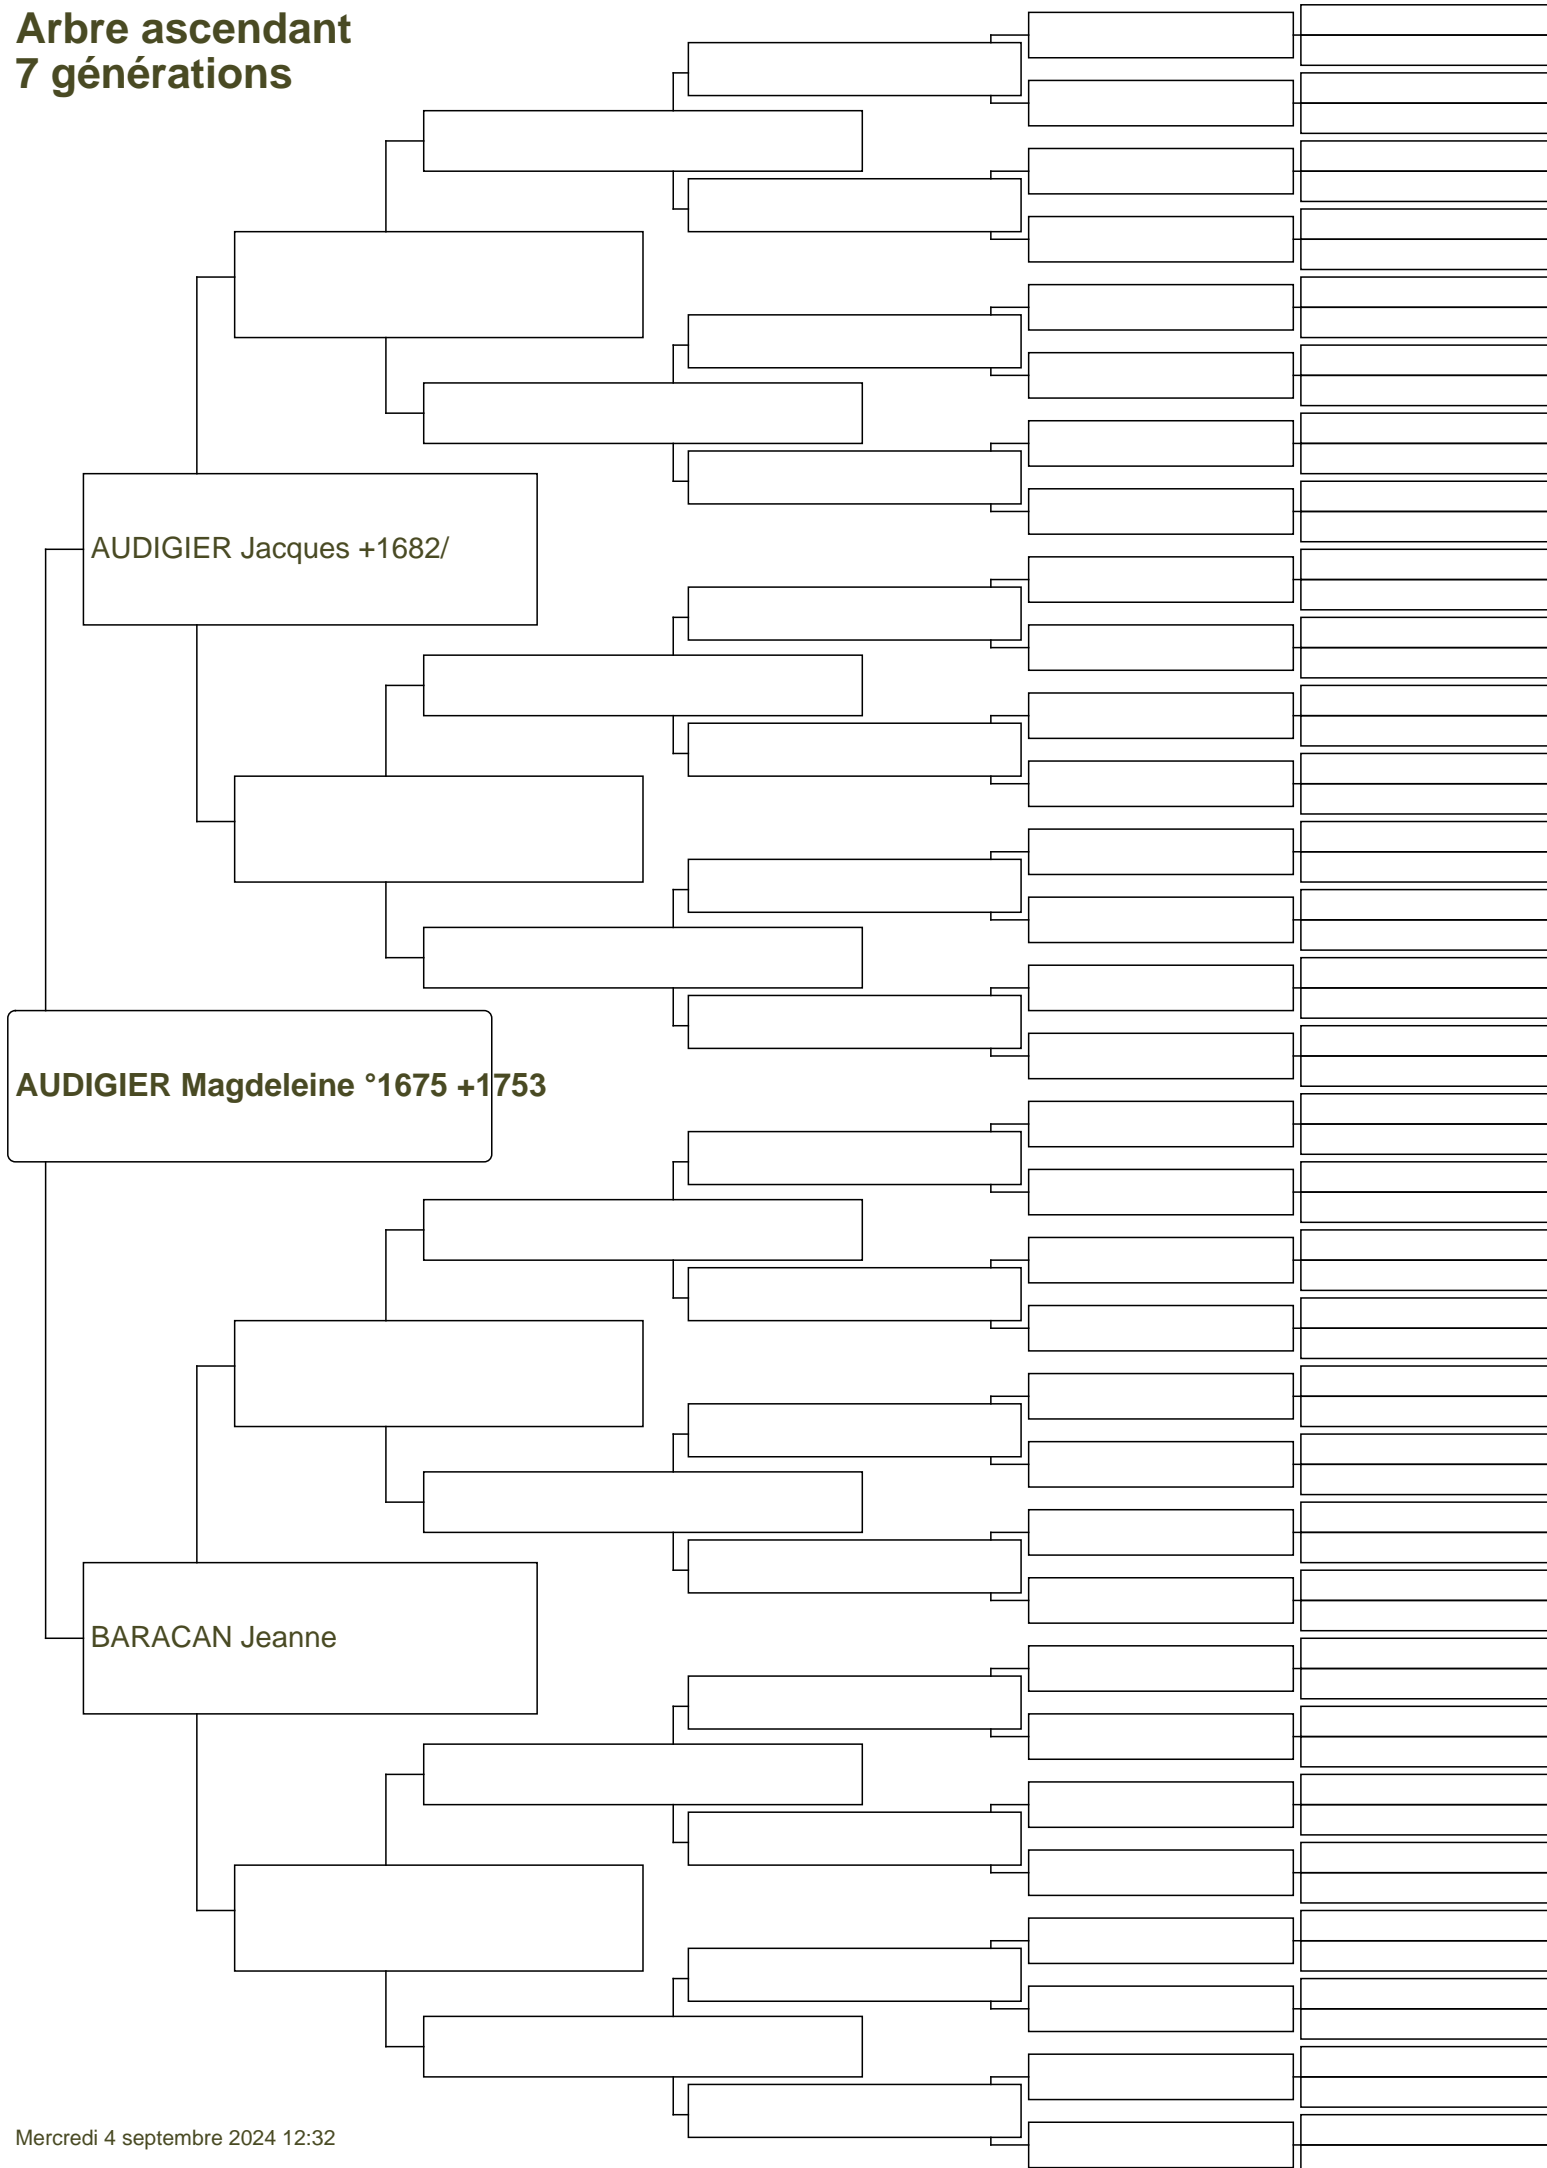 Arbre ascendant
7 générations
AUDIGIER Jacques +1682/
AUDIGIER Magdeleine °1675 +1753
BARACAN Jeanne
Mercredi 4 septembre 2024 12:32